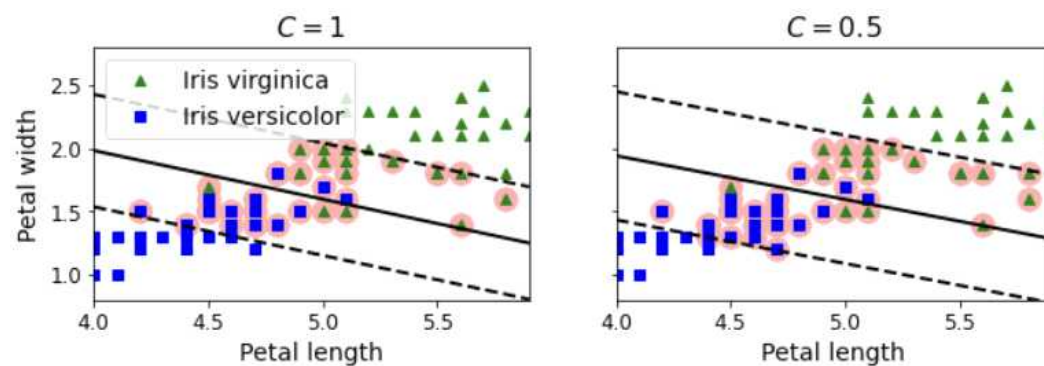 C = 1
C = 0.5
Iris virginica
Iris versicolor
Petal width
2.5
2.0
1.5
1.0
4.0 4.5 5.0 5.5
4.0 4.5 5.0 5.5
Petal length
Petal length